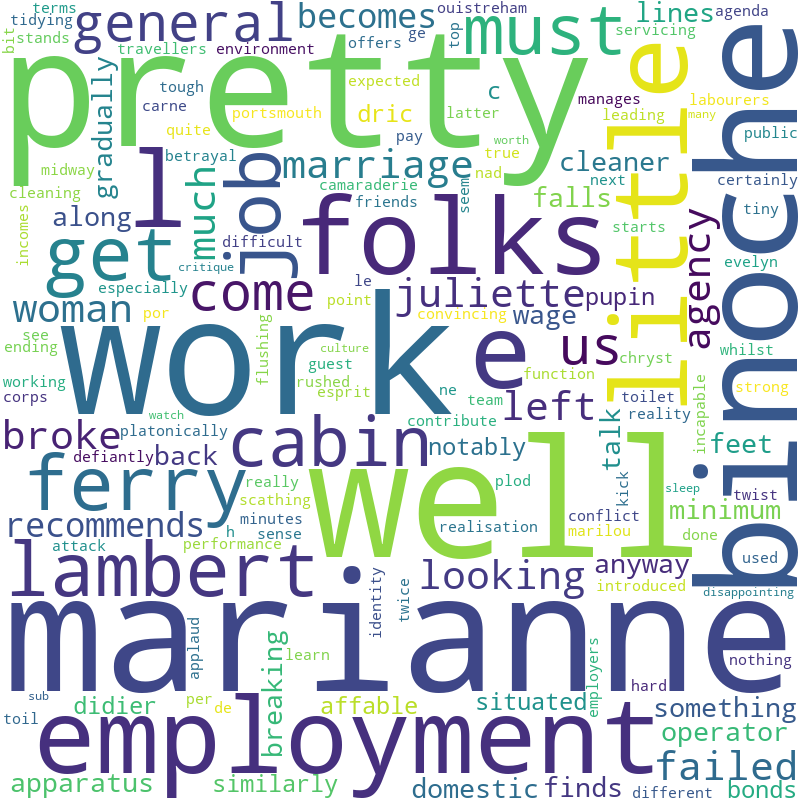 terms
tidying
stands
bit
general
becomes
ouistreham
offers
ge
top
must
lines
agenda
servicing
travellers
environment
pretty
little
binoche
gradually
tough
carne
quite
betrayal
expected
portsmouth
dric
c
latter
pay
manages
labourers
leading
many
public
worth
true
nad
midway
cleaning
incomes
along
l
much
job
marriage
camaraderie
friends
seem
cleaner
falls
next
certainly
tiny
starts
get
difficult
critique
folks
agency
evelyn
especially
come
le
point
juliette
pupin
woman
por
work
flushing
convincing
wage
us
whilst
see
ending
culture
e
chryst
function
guest
rushed
esprit
working
corps
ne
team
left
toilet
reality
strong
incapable
watch
broke
platonically
cabin
contribute
talk
defiantly
back
notably
feet
ferry
really
scathing
well
plod
kick
sleep
twist
recommends
h
minutes
sense
realisation
conflict
marilou
minimum
done
attack
performance
used
lambert
looking
anyway
introduced
disappointing
identity
twice
marianne
applaud
breaking
learn
employers
nothing
hard
sub
didier
per
de
affable
situated
something
toil
employment
operator
failed
apparatus
similarly
domestic
finds
different
bonds